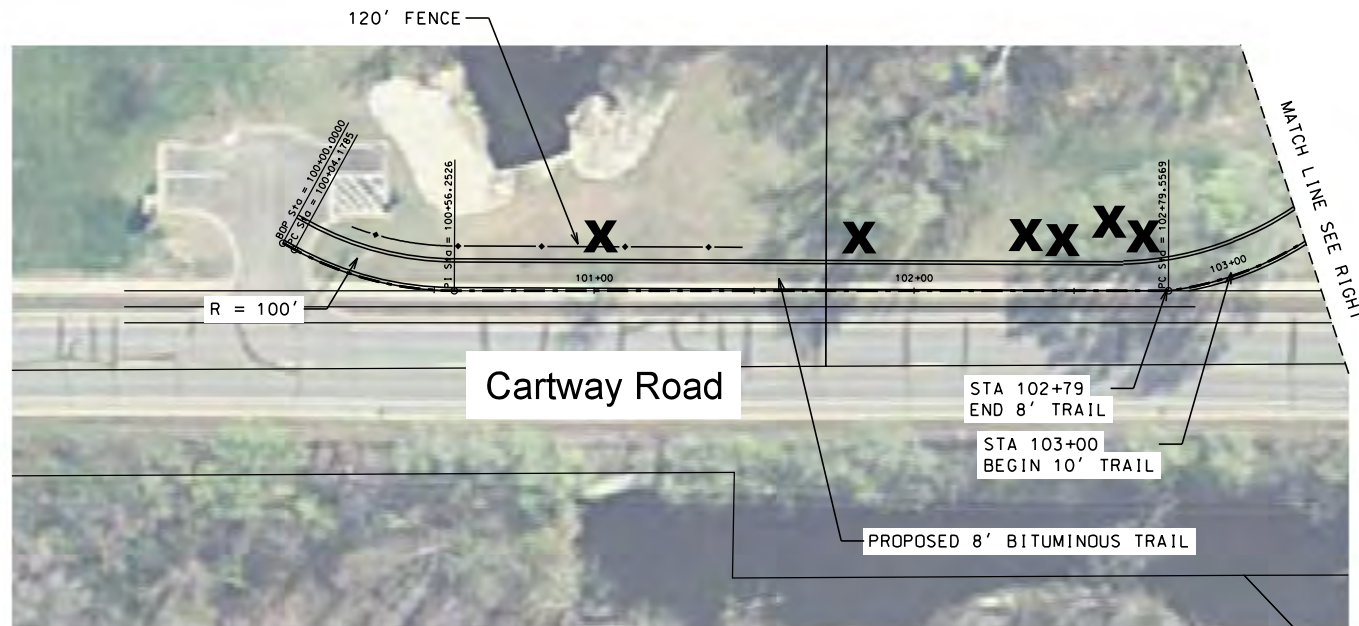 120' FENCE
BOP Sta = 100+00.0000
PC Sta = 100+04.1785
PI Sta = 100+56.2526
PC Sta = 102+79.5569
MATCH LINE SEE RIGHT
X
X
X
X
X
X
101+00
102+00
103+00
R = 100'
Cartway Road
STA 102+79
END 8' TRAIL
STA 103+00
BEGIN 10' TRAIL
PROPOSED 8' BITUMINOUS TRAIL